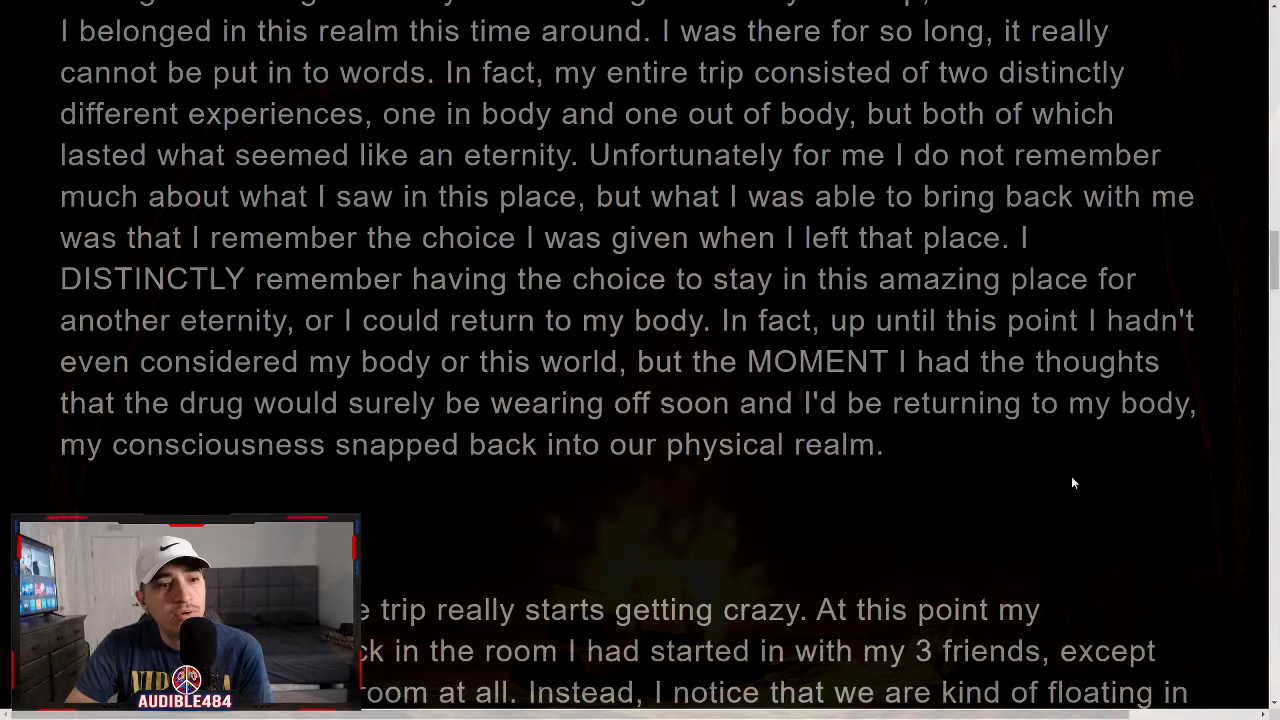 I belonged in this realm this time around. I was there for so long, it really
cannot be put in to words. In fact, my entire trip consisted of two distinctly
different experiences, one in body and one out of body, but both of which
lasted what seemed like an eternity. Unfortunately for me I do not remember
much about what I saw in this place, but what I was able to bring back with me
was that I remember the choice I was given when I left that place. I
DISTINCTLY remember having the choice to stay in this amazing place for
another eternity, or I could return to my body. In fact, up until this point I hadn't
even considered my body or this world, but the MOMENT I had the thoughts
that the drug would surely be wearing off soon and I'd be returning to my body,
my consciousness snapped back into our physical realm.
trip really starts getting crazy. At this point my
in the room I had started in with my 3 friends, except
room at all. Instead, I notice that we are kind of floating in
AUDIBLE484